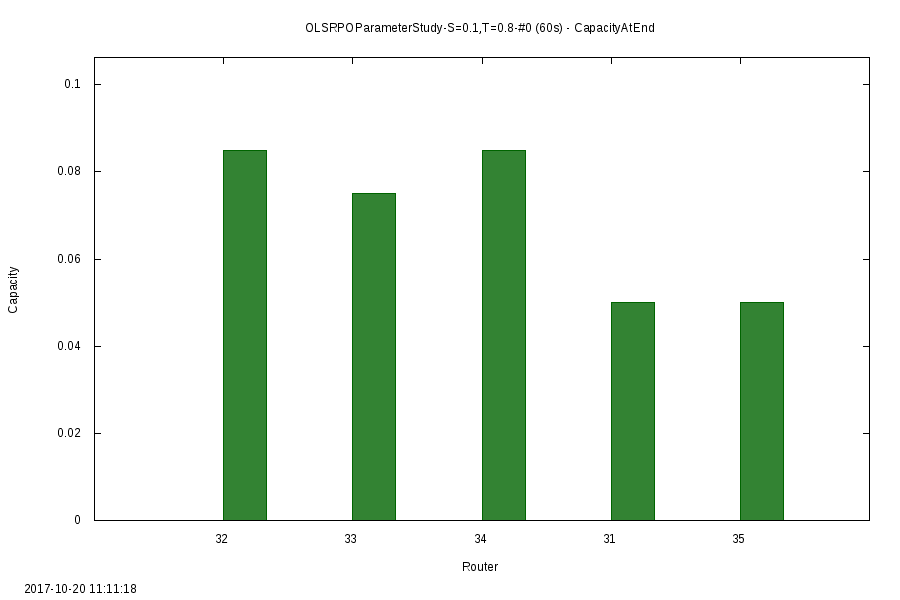 OLSRPOParameterStudy-S=0.1,T=0.8-#0 (60s) - CapacityAtEnd
0.1
0.08
0.06
0.04
0.02
0
Capacity
32 33 34 31 35
Router
2017-10-20 11:11:18